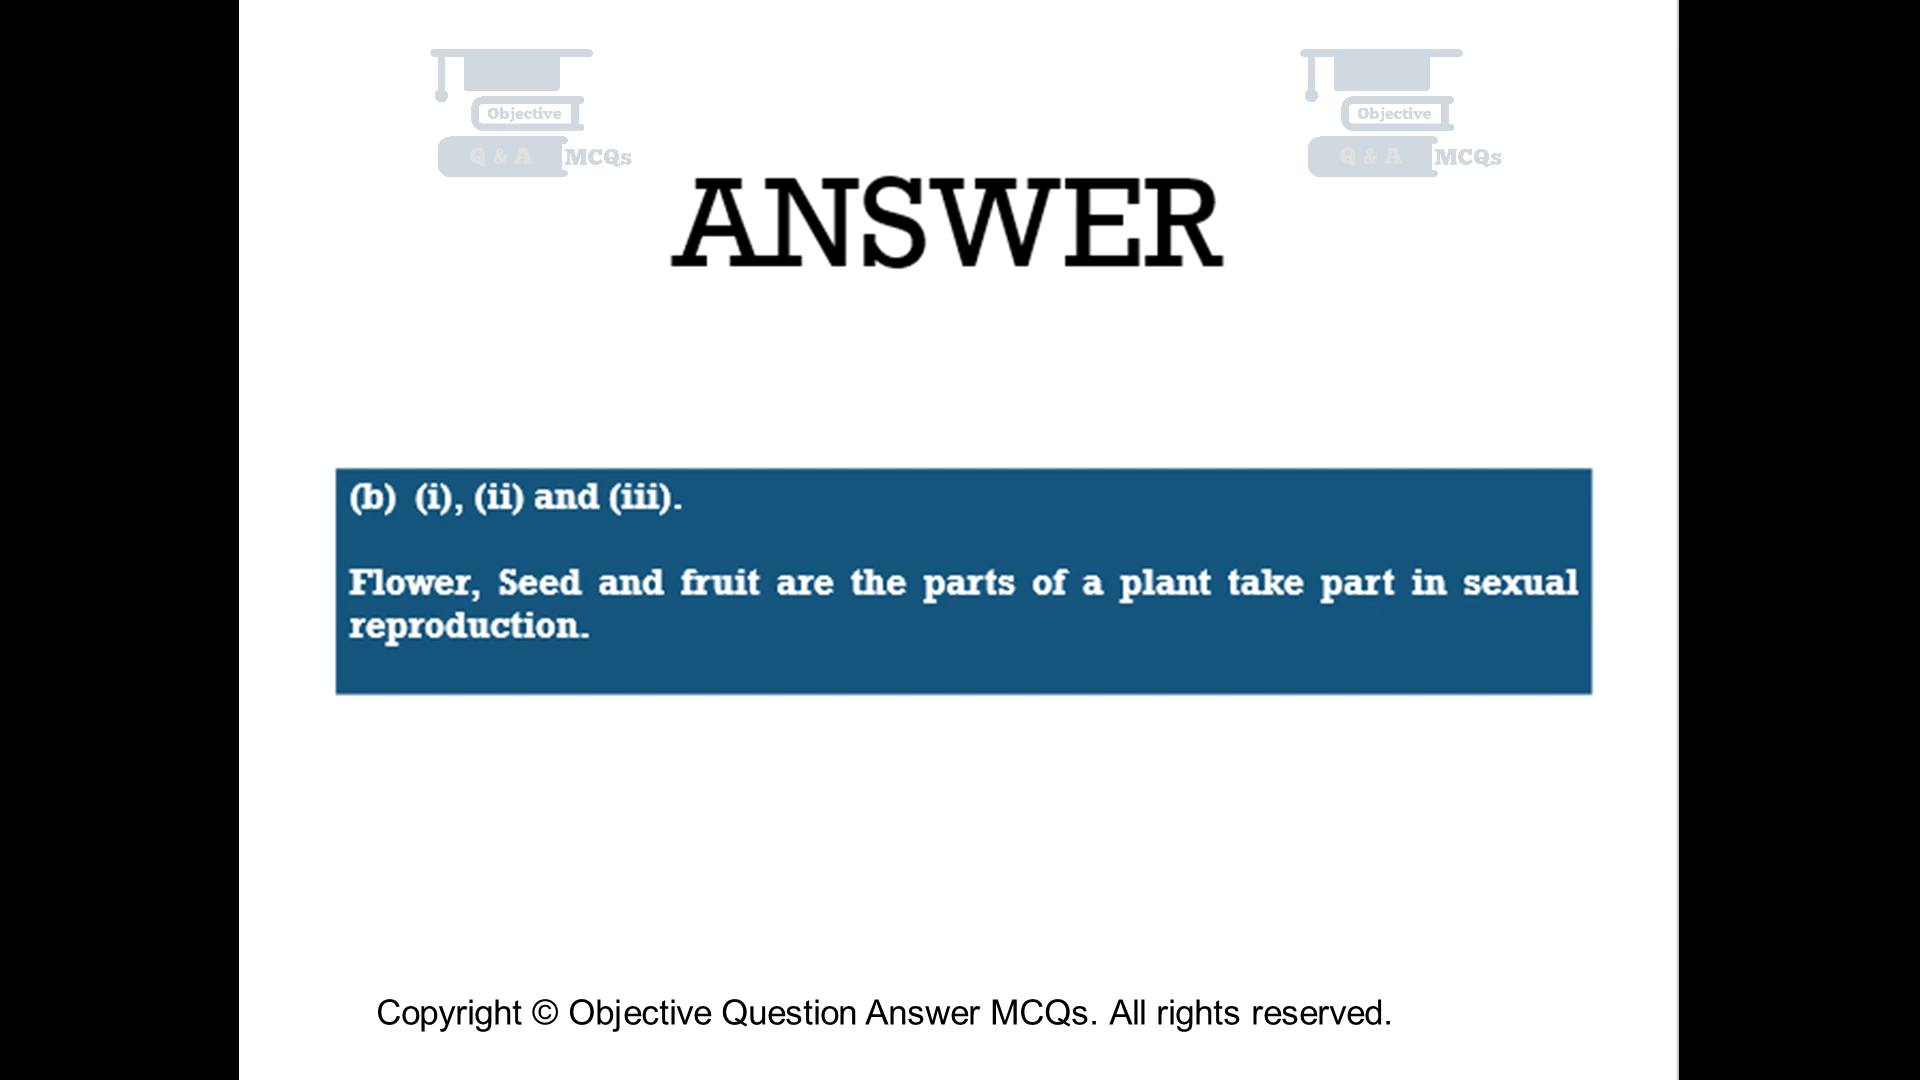 Objective
Q & A MCQs
Objective
Q & A MCQs
ANSWER
(b) (i), (ii) and (iii).
Flower, Seed and fruit are the parts of a plant take part in sexual
reproduction.
Copyright © Objective Question Answer MCQs. All rights reserved.